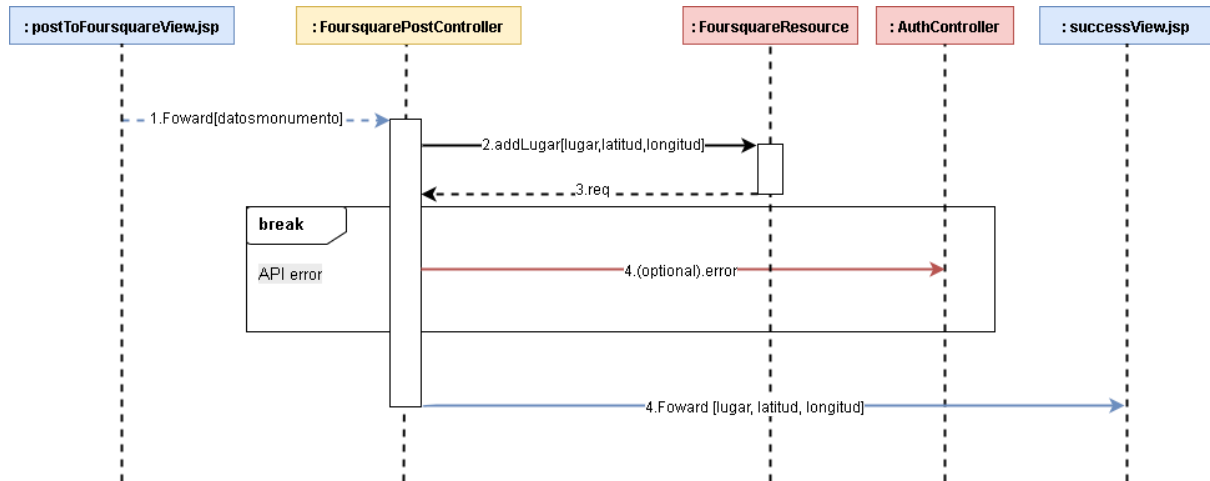 : postToFoursquareView.jsp
: FoursquarePostController
: FoursquareResource
: AuthController
: successView.jsp
1.Foward[datosmonumento]
2.addLugar[lugar,latitud,longitud]
3.req
break
API error
4.(optional).error
4.Foward [lugar, latitud, longitud]